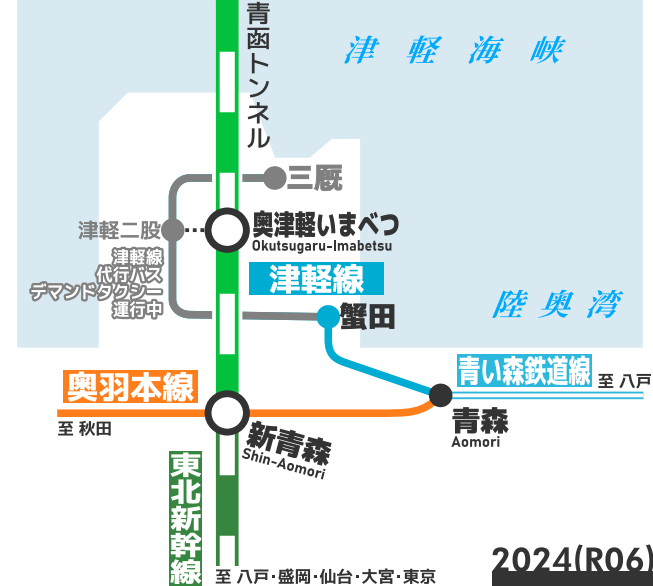 青函トンネル
津軽海峡
三厩
津軽二股
奥津軽いまべつ
Okutsugaru-Imabetsu
津軽線
代行バス
デマンドタクシー
運行中
津軽線
蟹田
陸奥湾
青い森鉄道線
至 八戸
奥羽本線
至 秋田
青森
Aomori
新青森
Shin-Aomori
東北新幹線
至 八戸・盛岡・仙台・大宮・東京
2024(R06)